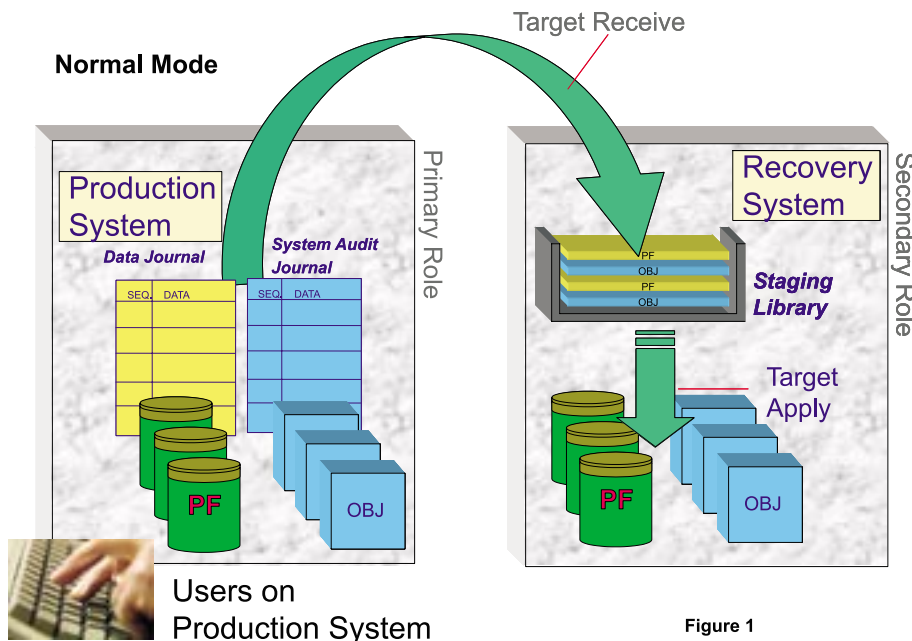 Target Receive
Normal Mode
Primary Role
Production
System
Data Journal
System Audit
Journal
SEQ. DATA
SEQ. DATA
PF
OBJ
Users on
Production System
Secondary Role
Recovery
System
PF
OBJ
PF
OBJ
Staging
Library
Target
Apply
PF
OBJ
Figure 1